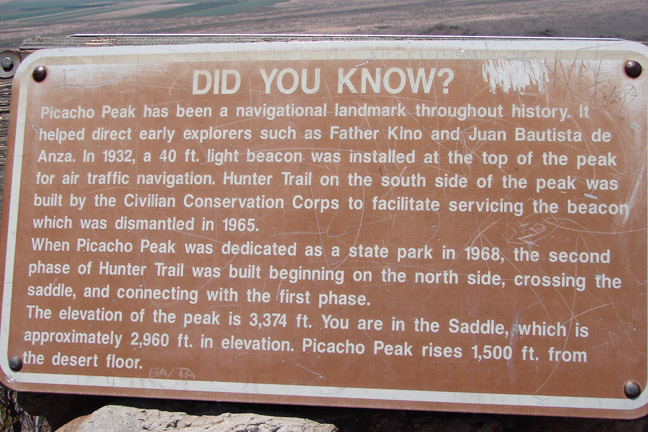 DID YOU KNOW?
Picacho Peak has been a navigational landmark throughout history. It
helped direct early explorers such as Father Kino and Juan Bautista de
Anza. In 1932, a 40 ft. light beacon was installed at the top of the peak
for air traffic navigation. Hunter Trail on the south side of the peak was
built by the Civilian Conservation Corps to facilitate servicing the beacon
which was dismantled in 1965.
When Picacho Peak was dedicated as a state park in 1968, the second
phase of Hunter Trail was built beginning on the north side, crossing the
saddle, and connecting with the first phase.
The elevation of the peak is 3,374 ft. You are in the Saddle, which is
approximately 2,960 ft. in elevation. Picacho Peak rises 1,500 ft. from
the desert floor.